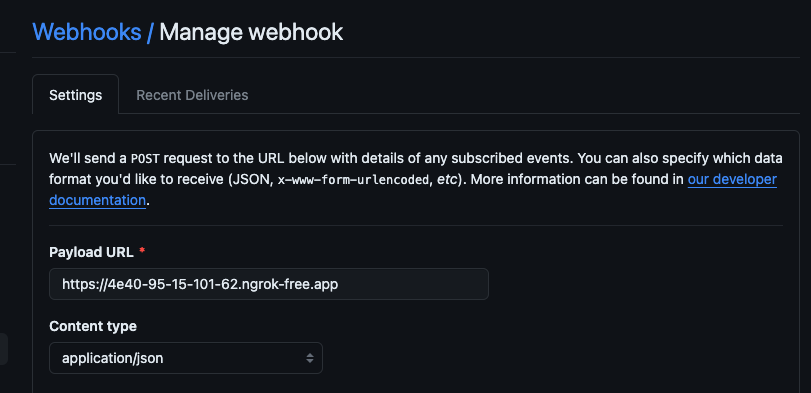 Webhooks / Manage webhook
Settings
Recent Deliveries
We'll send a POST request to the URL below with details of any subscribed events. You can also specify which data
format you'd like to receive (JSON, x-www-form-urlencoded, etc). More information can be found in our developer
documentation.
Payload URL *
https://4e40-95-15-101-62.ngrok-free.app
Content type
application/json